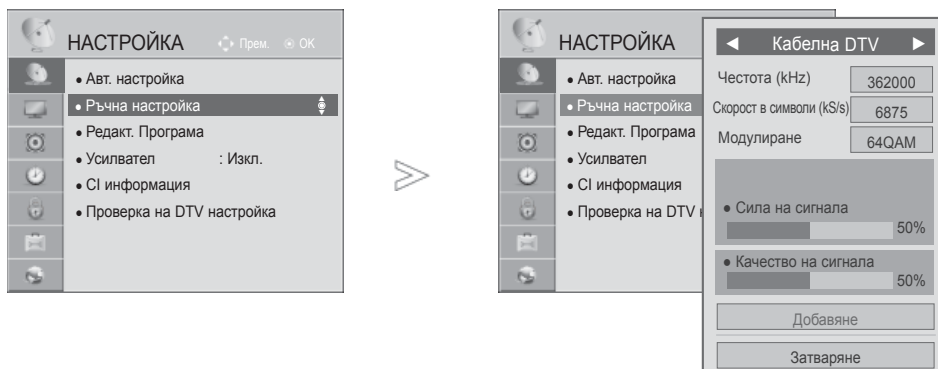 НАСТРОЙКА Прем. OK
• Авт. настройка
• Ръчна настройка
• Редакт. Програма
• Усилвател : Изкл.
• CI информация
• Проверка на DTV настройка
НАСТРОЙКА
• Авт. настройка
• Ръчна настройка
• Редакт. Програма
• Усилвател
• CI информация
• Проверка на DTV
◄ Кабелна DTV ►
Честота (kHz) 362000
Скорост в символи (kS/s) 6875
Модулиране 64QAM
• Сила на сигнала
50%
• Качество на сигнала
50%
Добавяне
Затваряне